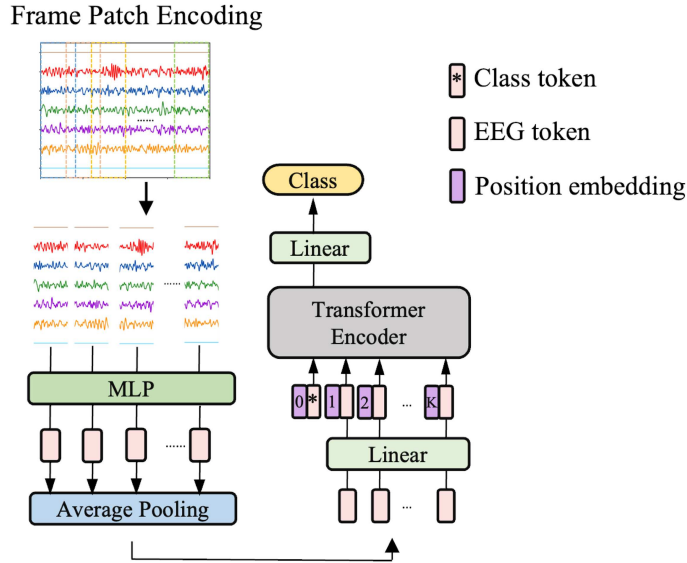 Frame Patch Encoding
......
......
MLP
......
Average Pooling
Class
Linear
Transformer
Encoder
0 * 1 2 ... K
Linear
...
* Class token
EEG token
Position embedding